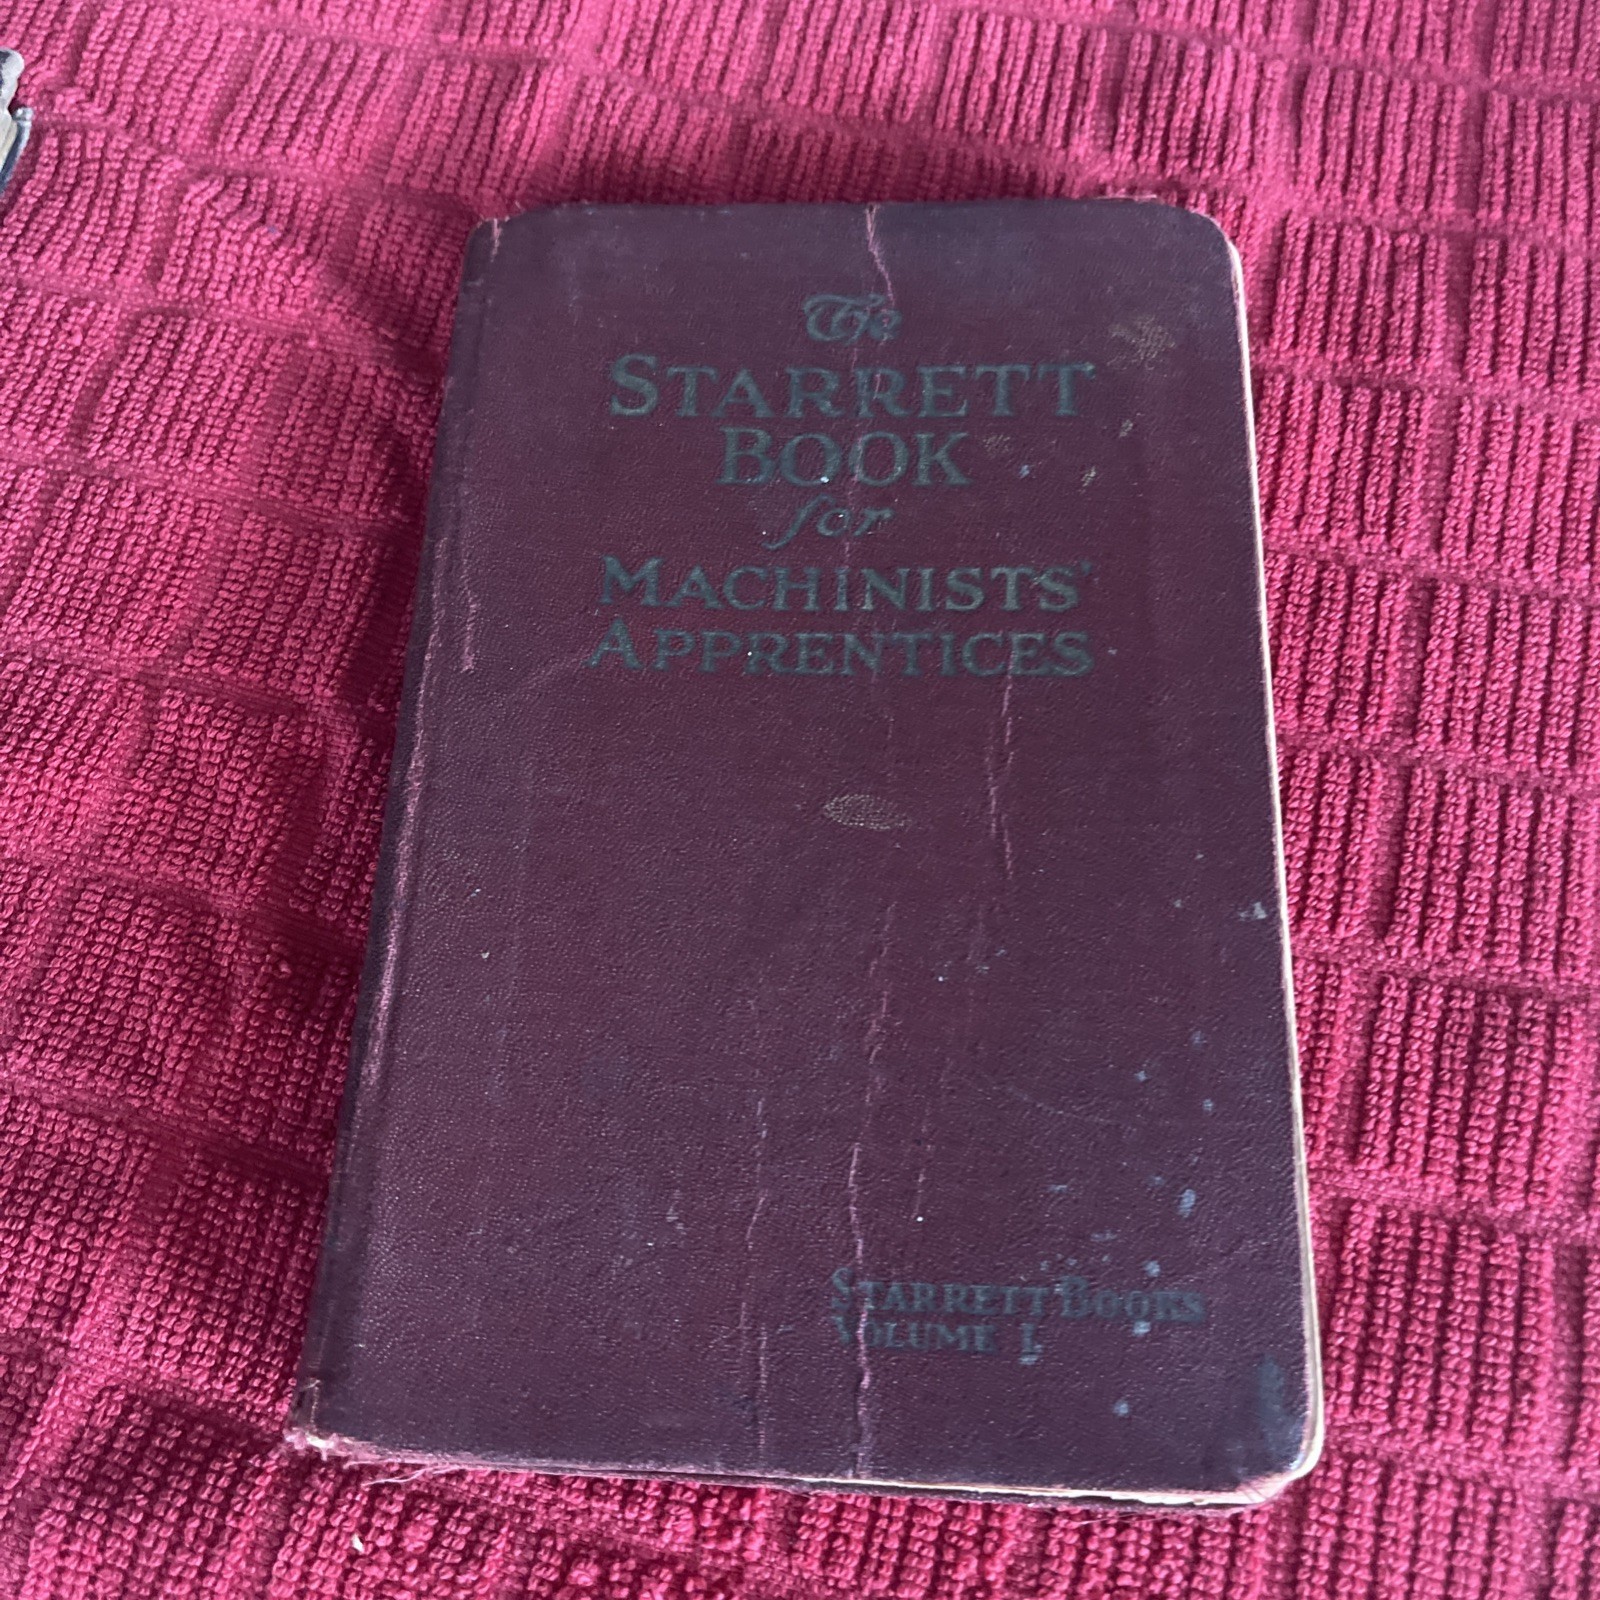 The
STARRETT
BOOK
for
MACHINISTS'
APPRENTICES
STARRETT BOOKS
VOLUME I.